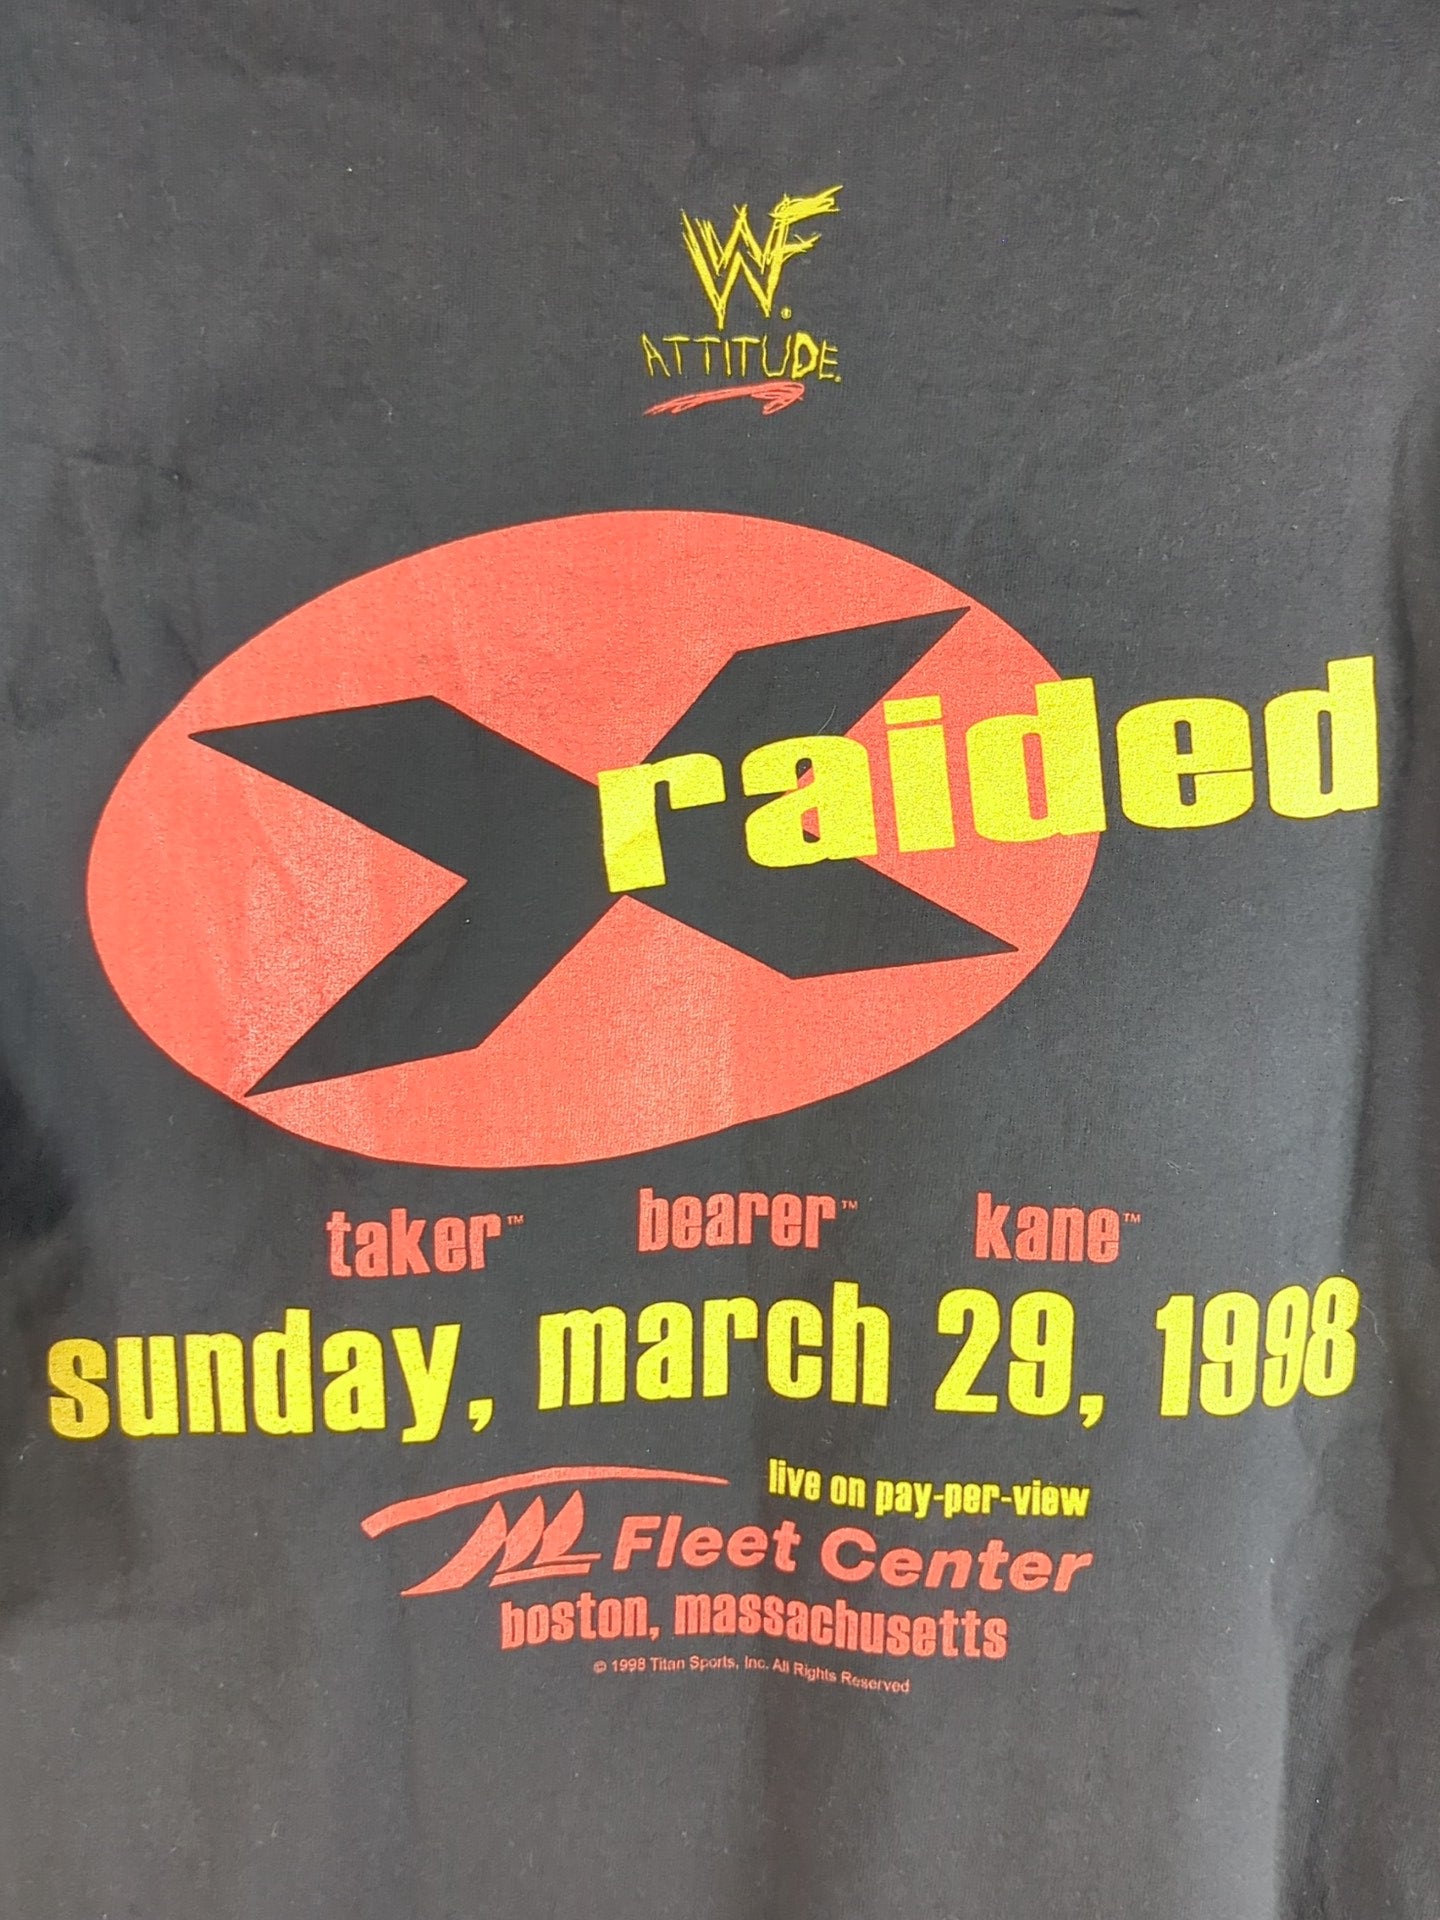 WF.
ATTITUDE.
X raided
taker™ bearer™ kane™
sunday, march 29, 1998
live on pay-per-view
Fleet Center
boston, massachusetts
© 1998 Titan Sports, Inc. All Rights Reserved